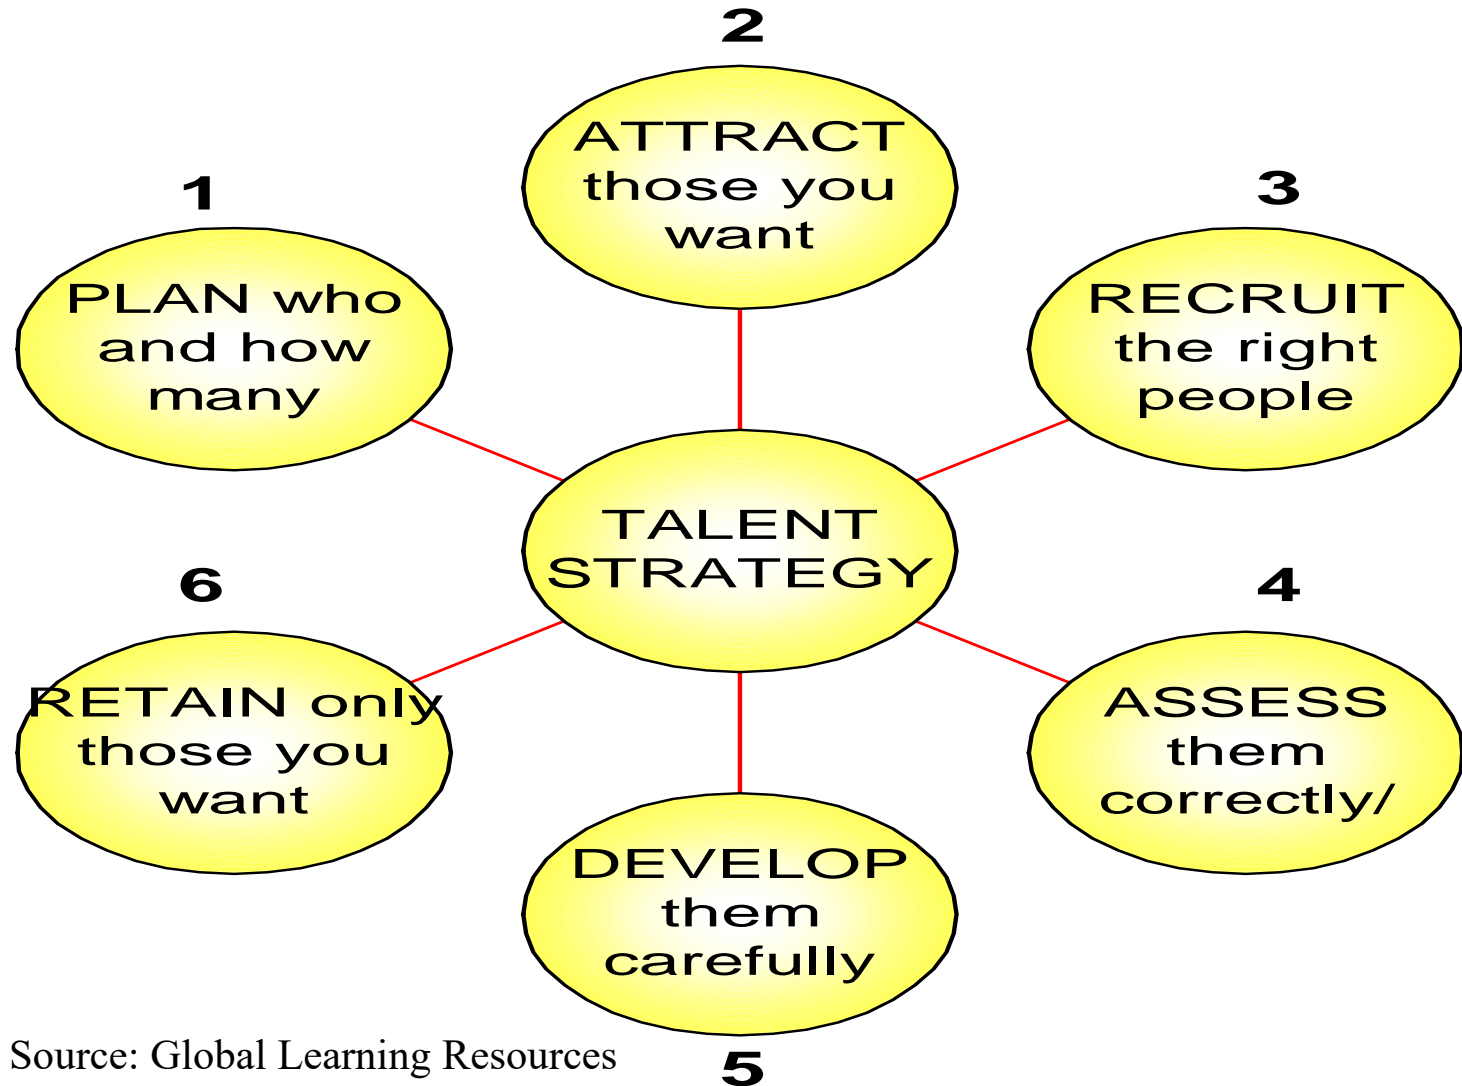 1
PLAN who
and how
many
2
ATTRACT
those you
want
3
RECRUIT
the right
people
TALENT
STRATEGY
4
ASSESS
them
correctly/
5
DEVELOP
them
carefully
6
RETAIN only
those you
want
Source: Global Learning Resources